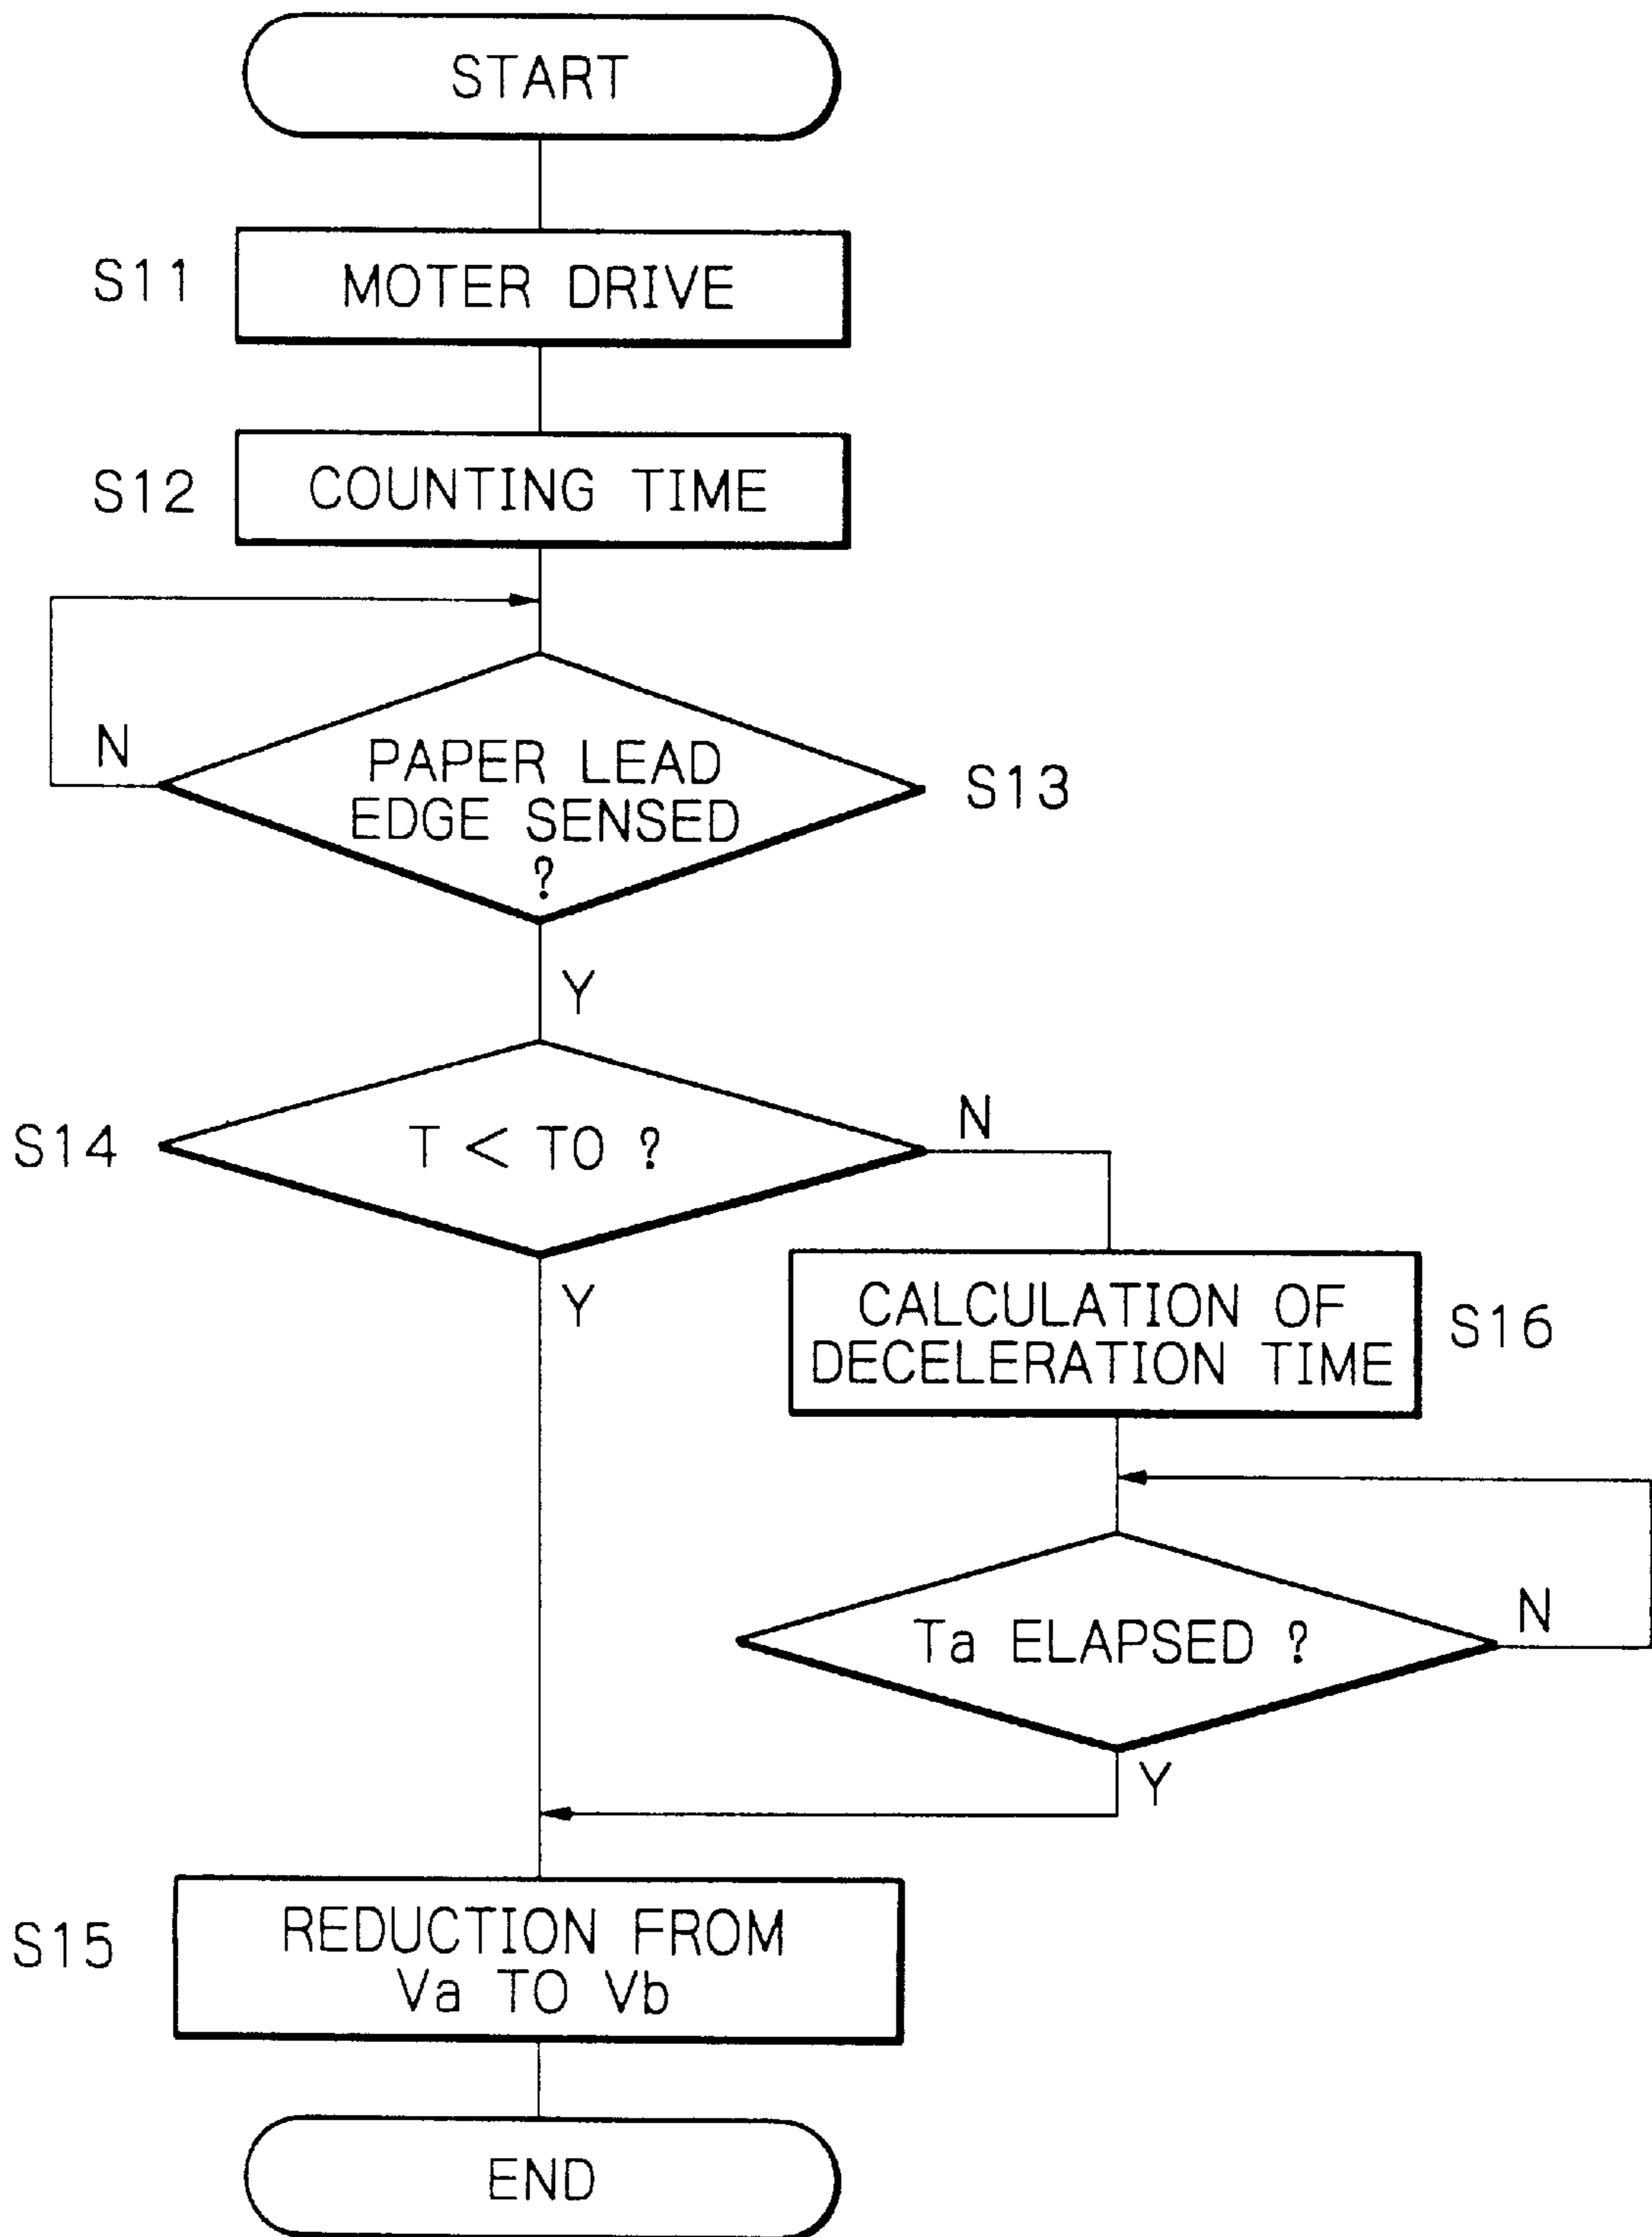 START
S11
MOTER DRIVE
S12
COUNTING TIME
N
PAPER LEAD
EDGE SENSED
?
S13
Y
S14
T < TO ?
N
Y
CALCULATION OF
DECELERATION TIME
S16
Ta ELAPSED ?
N
Y
S15
REDUCTION FROM
Va TO Vb
END